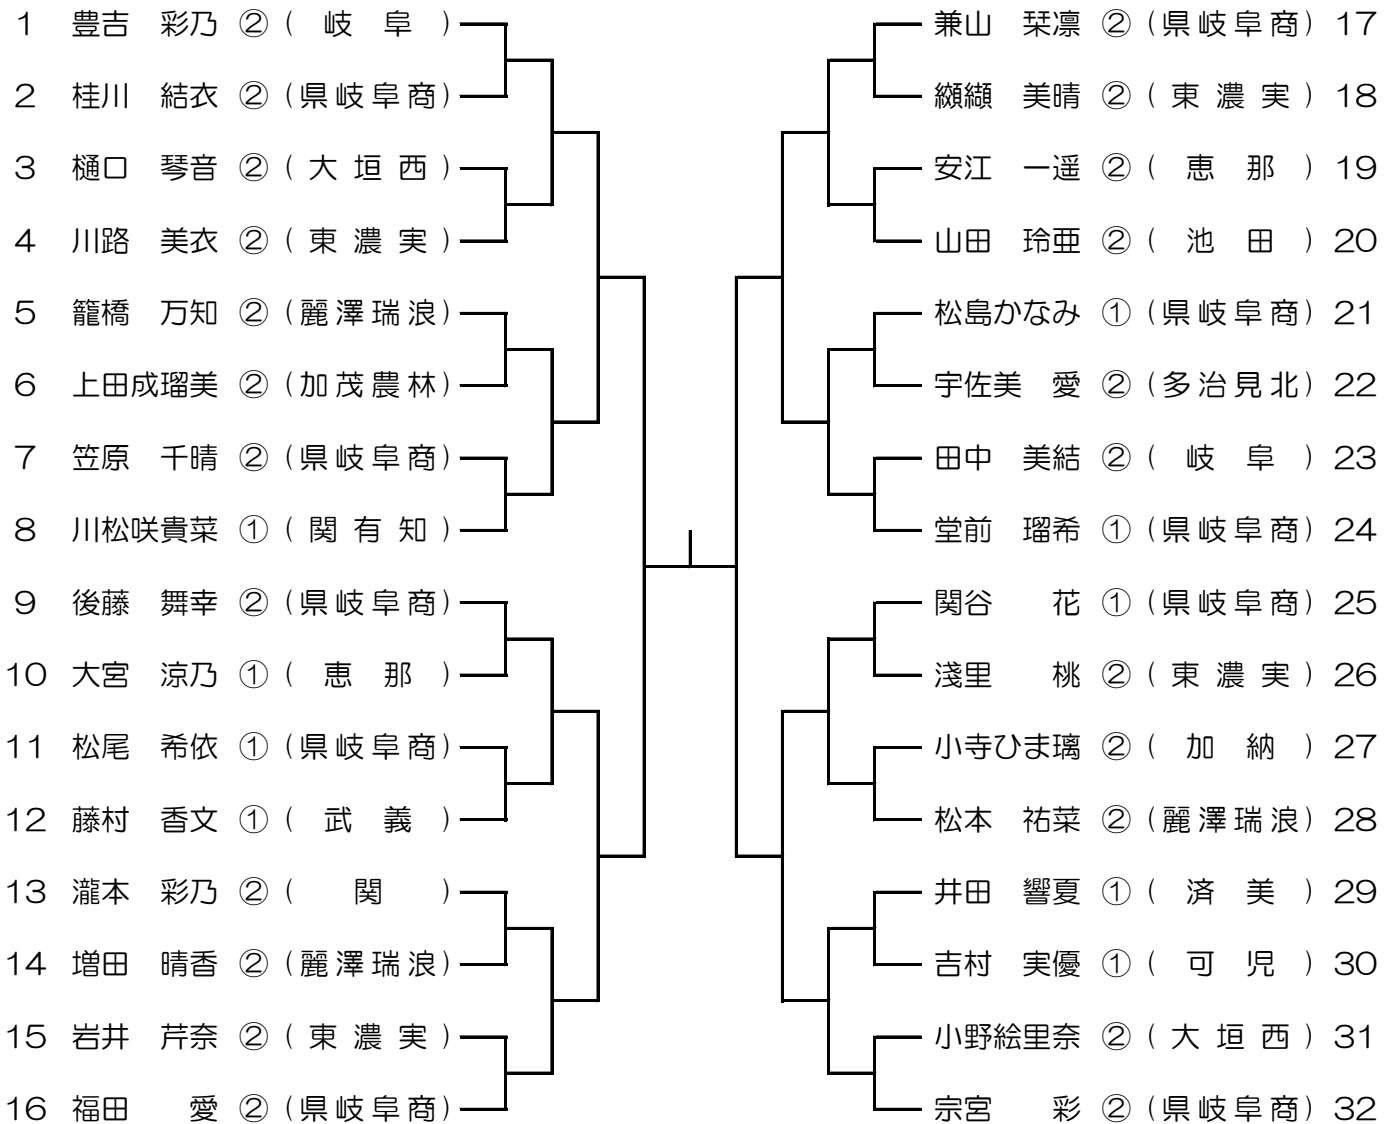 1 豊吉 彩乃 ② ( 岐 阜 )
2 桂川 結衣 ② (県岐阜商)
3 樋口 琴音 ② ( 大 垣 西 )
4 川路 美衣 ② ( 東 濃 実 )
5 籠橋 万知 ② (麗澤瑞浪)
6 上田成瑠美 ② (加茂農林)
7 笠原 千晴 ② (県岐阜商)
8 川松咲貴菜 ① ( 関 有 知 )
9 後藤 舞幸 ② (県岐阜商)
10 大宮 涼乃 ① ( 恵 那 )
11 松尾 希依 ① (県岐阜商)
12 藤村 香文 ① ( 武 義 )
13 瀧本 彩乃 ② ( 関 )
14 増田 晴香 ② (麗澤瑞浪)
15 岩井 芹奈 ② ( 東 濃 実 )
16 福田 愛 ② (県岐阜商)
兼山 栞凛 ② (県岐阜商) 17
纐纈 美晴 ② ( 東 濃 実 ) 18
安江 一遥 ② ( 恵 那 ) 19
山田 玲亜 ② ( 池 田 ) 20
松島かなみ ① (県岐阜商) 21
宇佐美 愛 ② (多治見北) 22
田中 美結 ② ( 岐 阜 ) 23
堂前 瑠希 ① (県岐阜商) 24
関谷 花 ① (県岐阜商) 25
淺里 桃 ② ( 東 濃 実 ) 26
小寺ひま璃 ② ( 加 納 ) 27
松本 祐菜 ② (麗澤瑞浪) 28
井田 響夏 ① ( 済 美 ) 29
吉村 実優 ① ( 可 児 ) 30
小野絵里奈 ② ( 大 垣 西 ) 31
宗宮 彩 ② (県岐阜商) 32